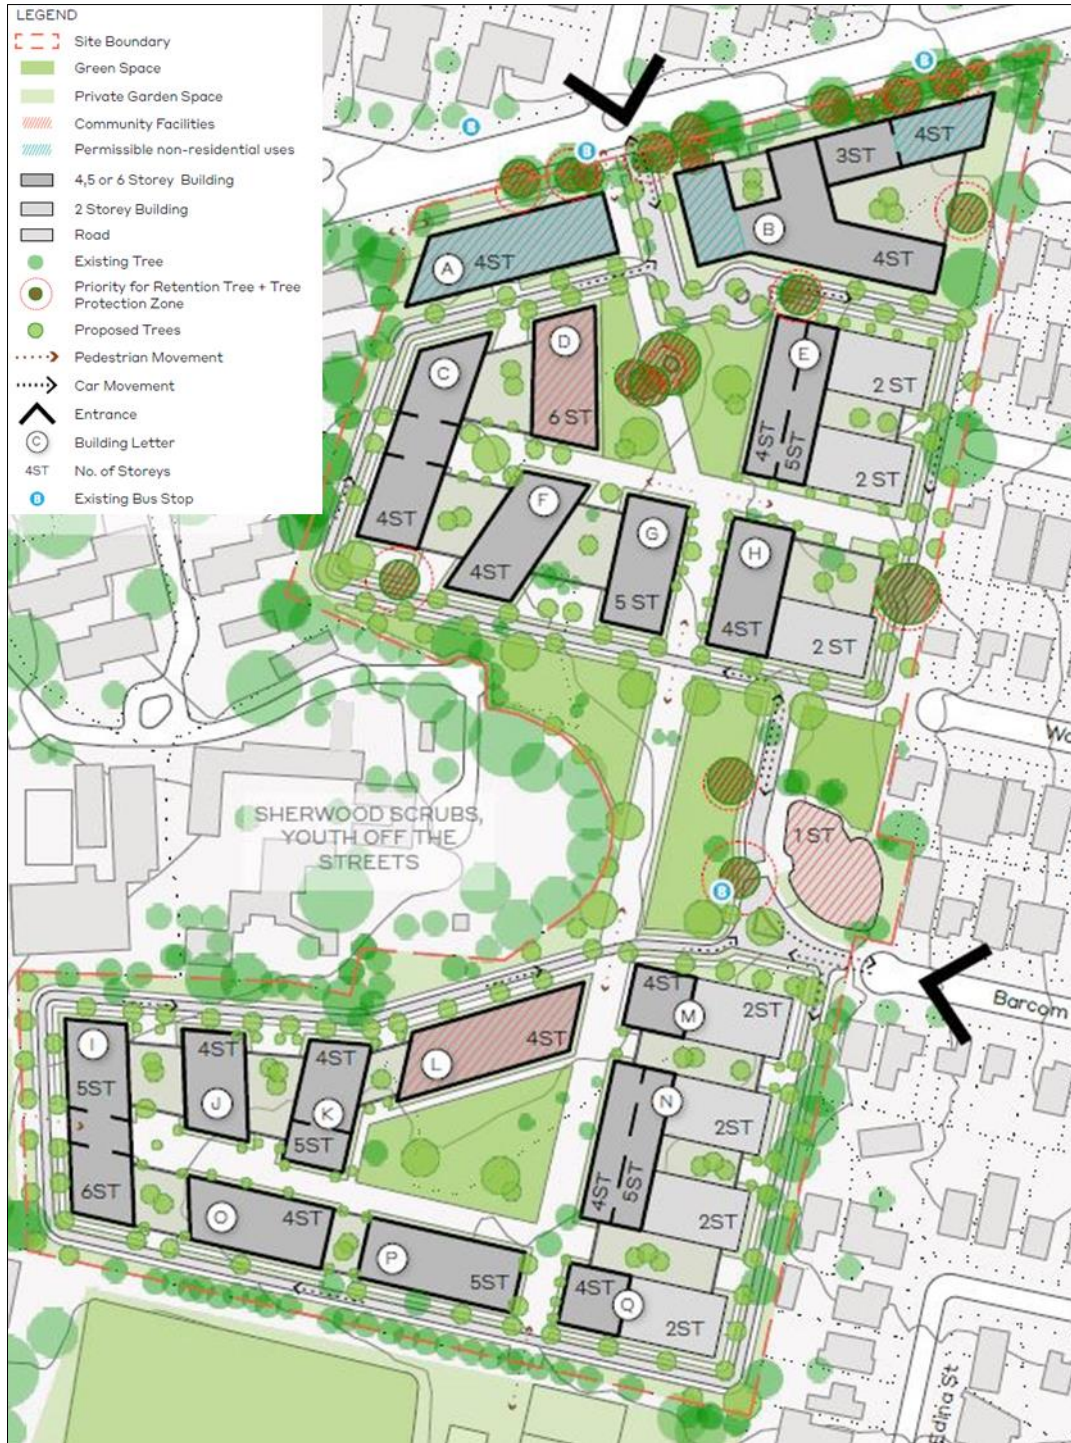 LEGEND
Site Boundary
Green Space
Private Garden Space
Community Facilities
Permissible non-residential uses
4,5 or 6 Storey Building
2 Storey Building
Road
Existing Tree
Priority for Retention Tree + Tree
Protection Zone
Proposed Trees
Pedestrian Movement
Car Movement
Entrance
C Building Letter
4ST No. of Storeys
B Existing Bus Stop
B
B
B
4ST
3ST
B
4ST
A
4ST
D
6 ST
C
4ST
E
2 ST
4ST
5ST
2 ST
F
4ST
G
5 ST
H
4ST
2 ST
SHERWOOD SCRUBS,
YOUTH OFF THE
STREETS
1 ST
B
Barcom
I
5ST
6ST
4ST
J
4ST
K
5ST
L
4ST
4ST
M
2ST
N
2ST
4ST
5ST
2ST
O
4ST
P
5ST
4ST
Q
2ST
Edina St